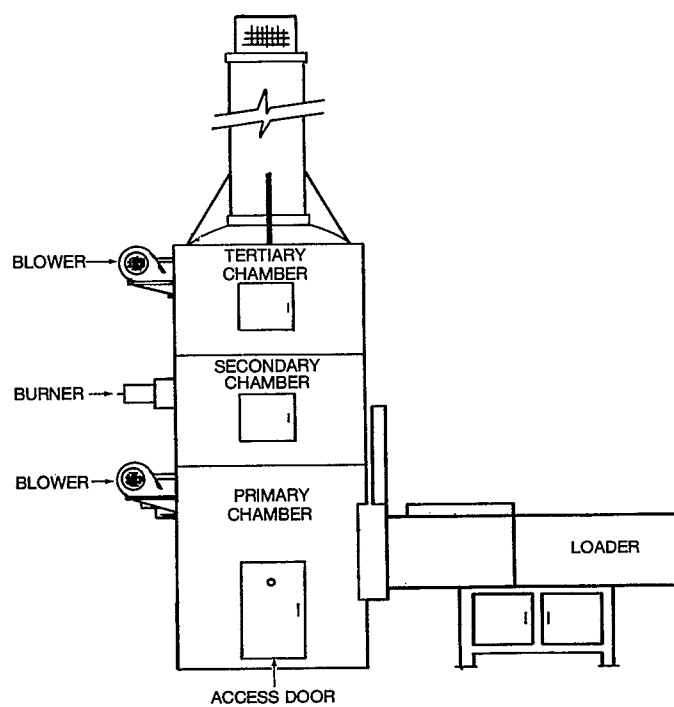 BLOWER
TERTIARY
CHAMBER
SECONDARY
CHAMBER
BURNER
BLOWER
PRIMARY
CHAMBER
LOADER
ACCESS DOOR